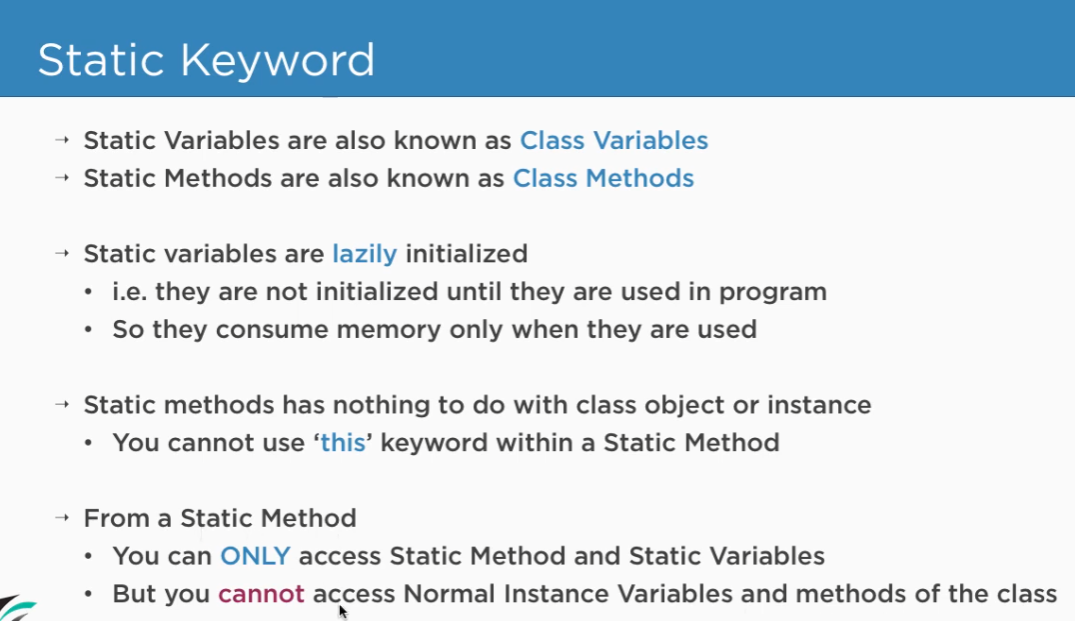 Static Keyword
→ Static Variables are also known as Class Variables
→ Static Methods are also known as Class Methods
→ Static variables are lazily initialized
• i.e. they are not initialized until they are used in program
• So they consume memory only when they are used
→ Static methods has nothing to do with class object or instance
• You cannot use ‘this’ keyword within a Static Method
→ From a Static Method
• You can ONLY access Static Method and Static Variables
• But you cannot access Normal Instance Variables and methods of the class